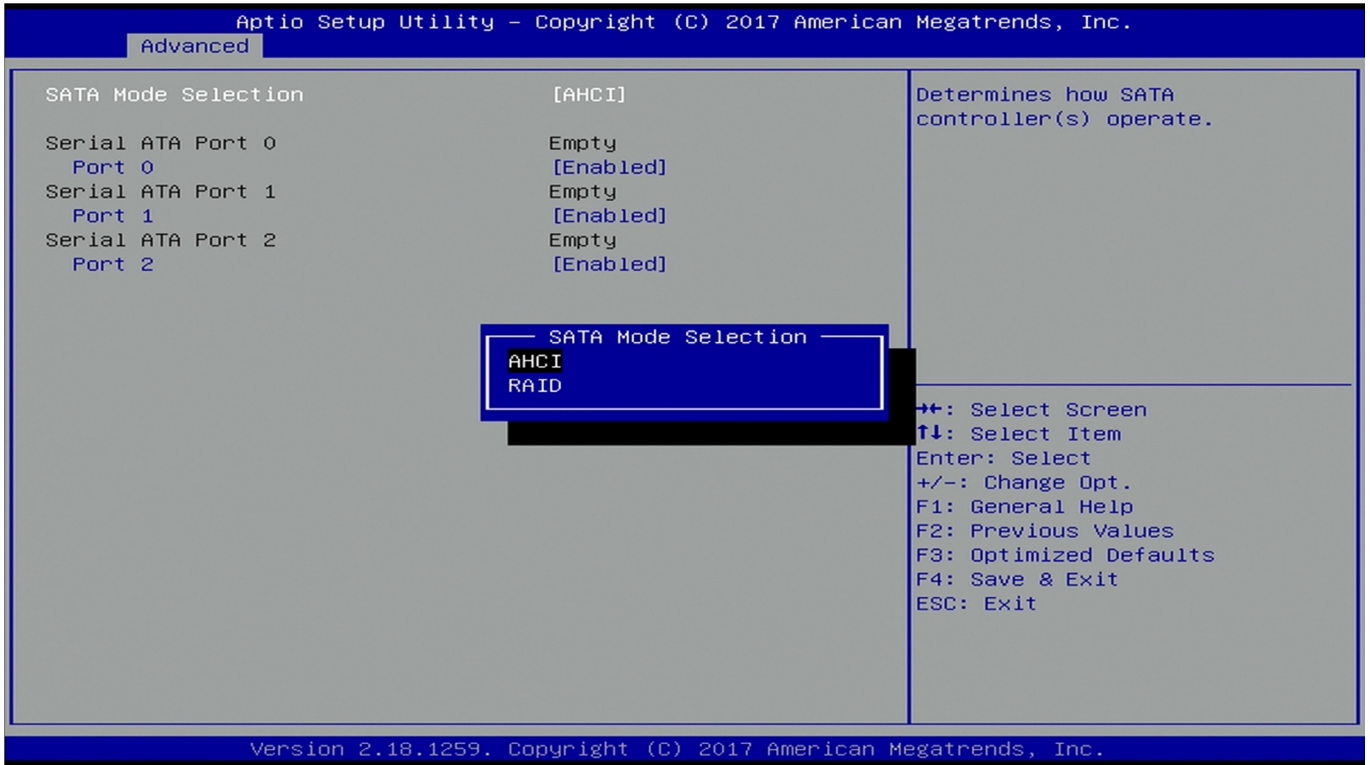 Aptio Setup Utility – Copyright (C) 2017 American Megatrends, Inc.
Advanced
SATA Mode Selection [AHCI]
Serial ATA Port 0 Empty
Port 0 [Enabled]
Serial ATA Port 1 Empty
Port 1 [Enabled]
Serial ATA Port 2 Empty
Port 2 [Enabled]
SATA Mode Selection
AHCI
RAID
Determines how SATA
controller(s) operate.
→←: Select Screen
↑↓: Select Item
Enter: Select
+/-: Change Opt.
F1: General Help
F2: Previous Values
F3: Optimized Defaults
F4: Save & Exit
ESC: Exit
Version 2.18.1259. Copyright (C) 2017 American Megatrends, Inc.